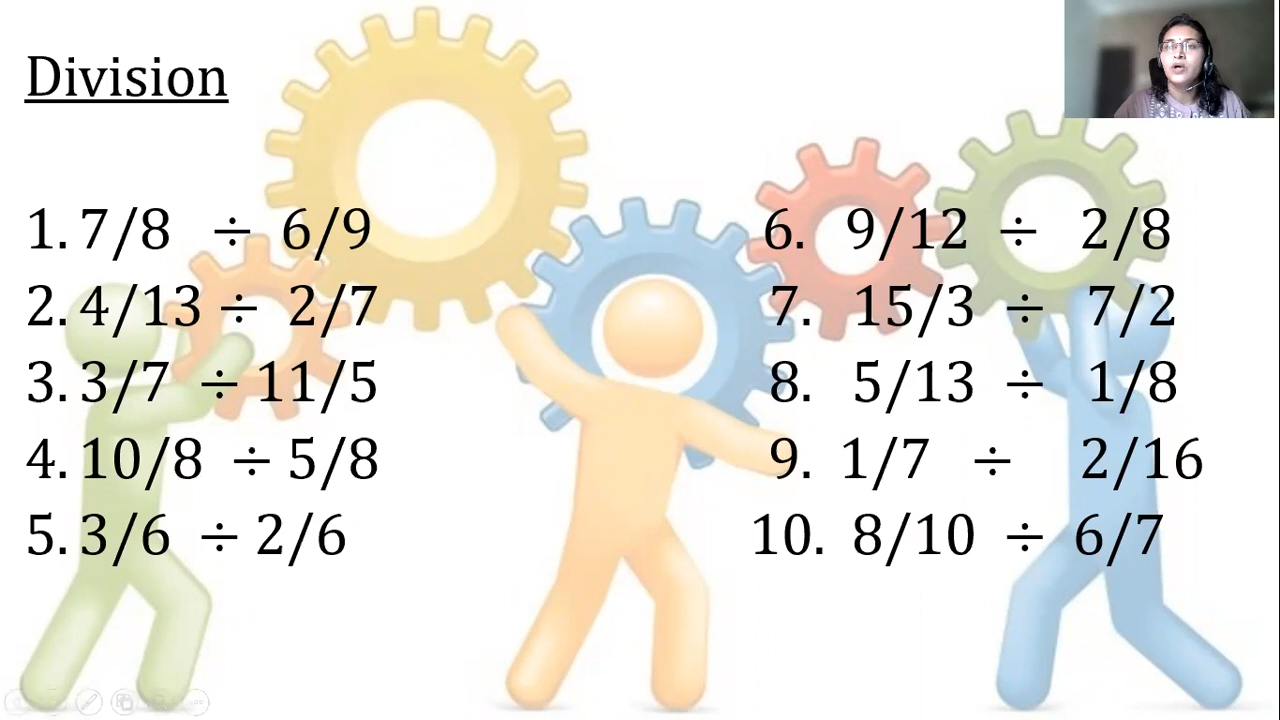 Division
1. 7/8 ÷ 6/9
2. 4/13 ÷ 2/7
3. 3/7 ÷ 11/5
4. 10/8 ÷ 5/8
5. 3/6 ÷ 2/6
6. 9/12 ÷ 2/8
7. 15/3 ÷ 7/2
8. 5/13 ÷ 1/8
9. 1/7 ÷ 2/16
10. 8/10 ÷ 6/7